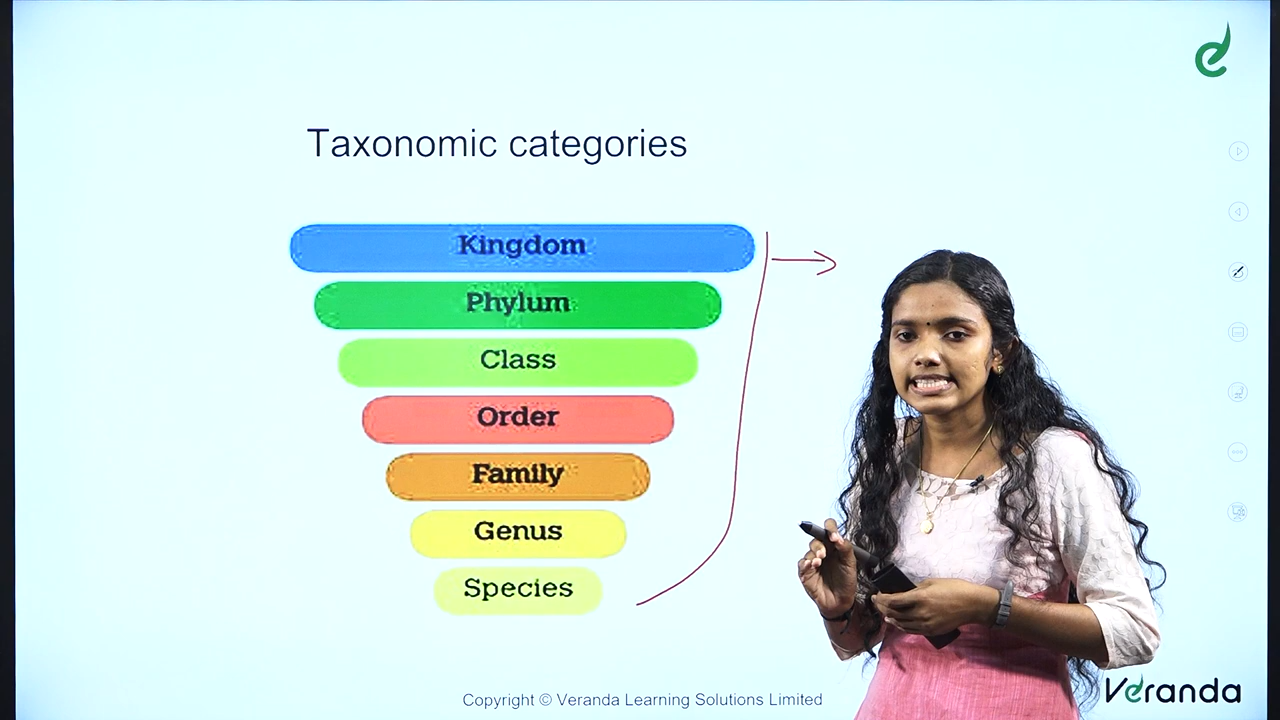 Taxonomic categories
Kingdom
Phylum
Class
Order
Family
Genus
Species
Copyright © Veranda Learning Solutions Limited
Veranda